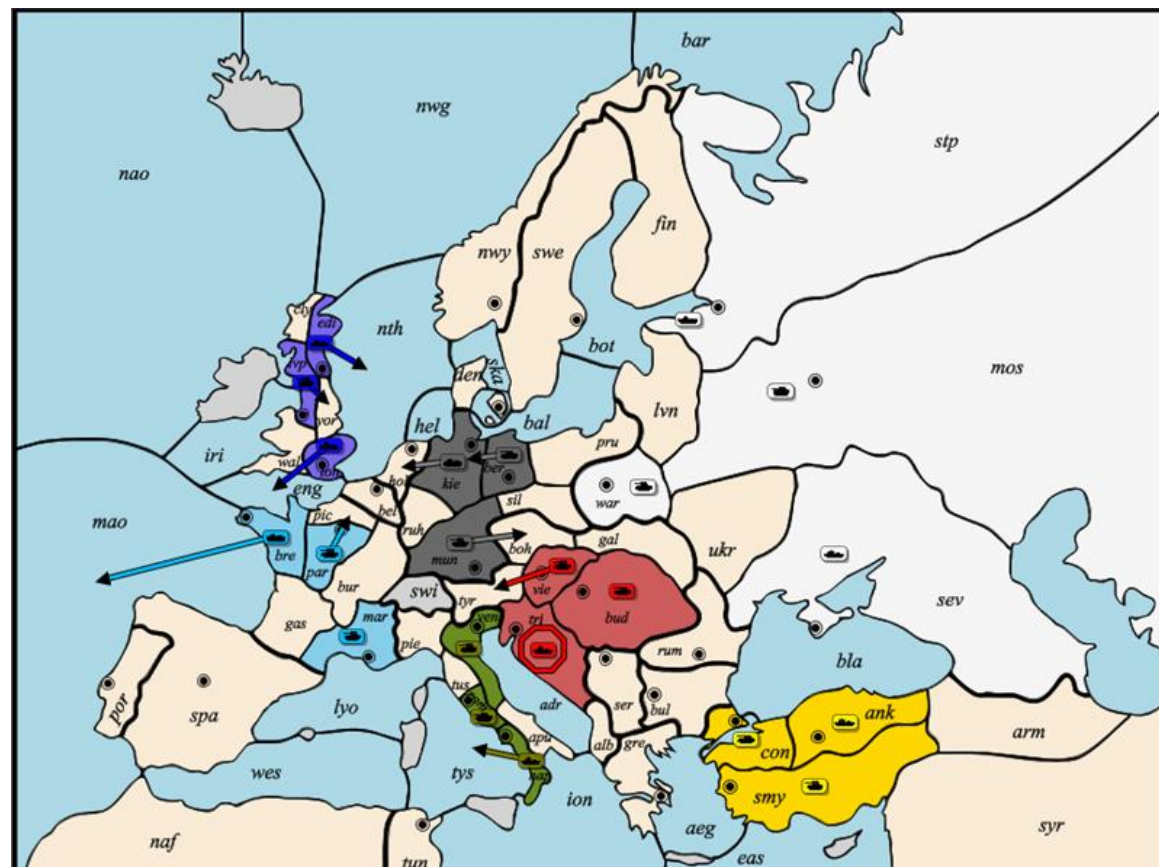 bar
nwg
stp
nao
fin
nwy
swe
cly
edi
nth
bot
mos
lvp
ska
den
lvn
yor
hel
bal
pru
iri
wal
lon
hol
kie
ber
war
eng
sil
mao
pic
bel
ruh
gal
ukr
bre
par
mun
boh
bur
vie
swi
tyr
bud
sev
gas
mar
pie
ven
tri
rum
bla
por
spa
lyo
tus
adr
ser
bul
ank
arm
apu
alb
gre
con
wes
tys
nap
smy
ion
aeg
syr
naf
tun
eas